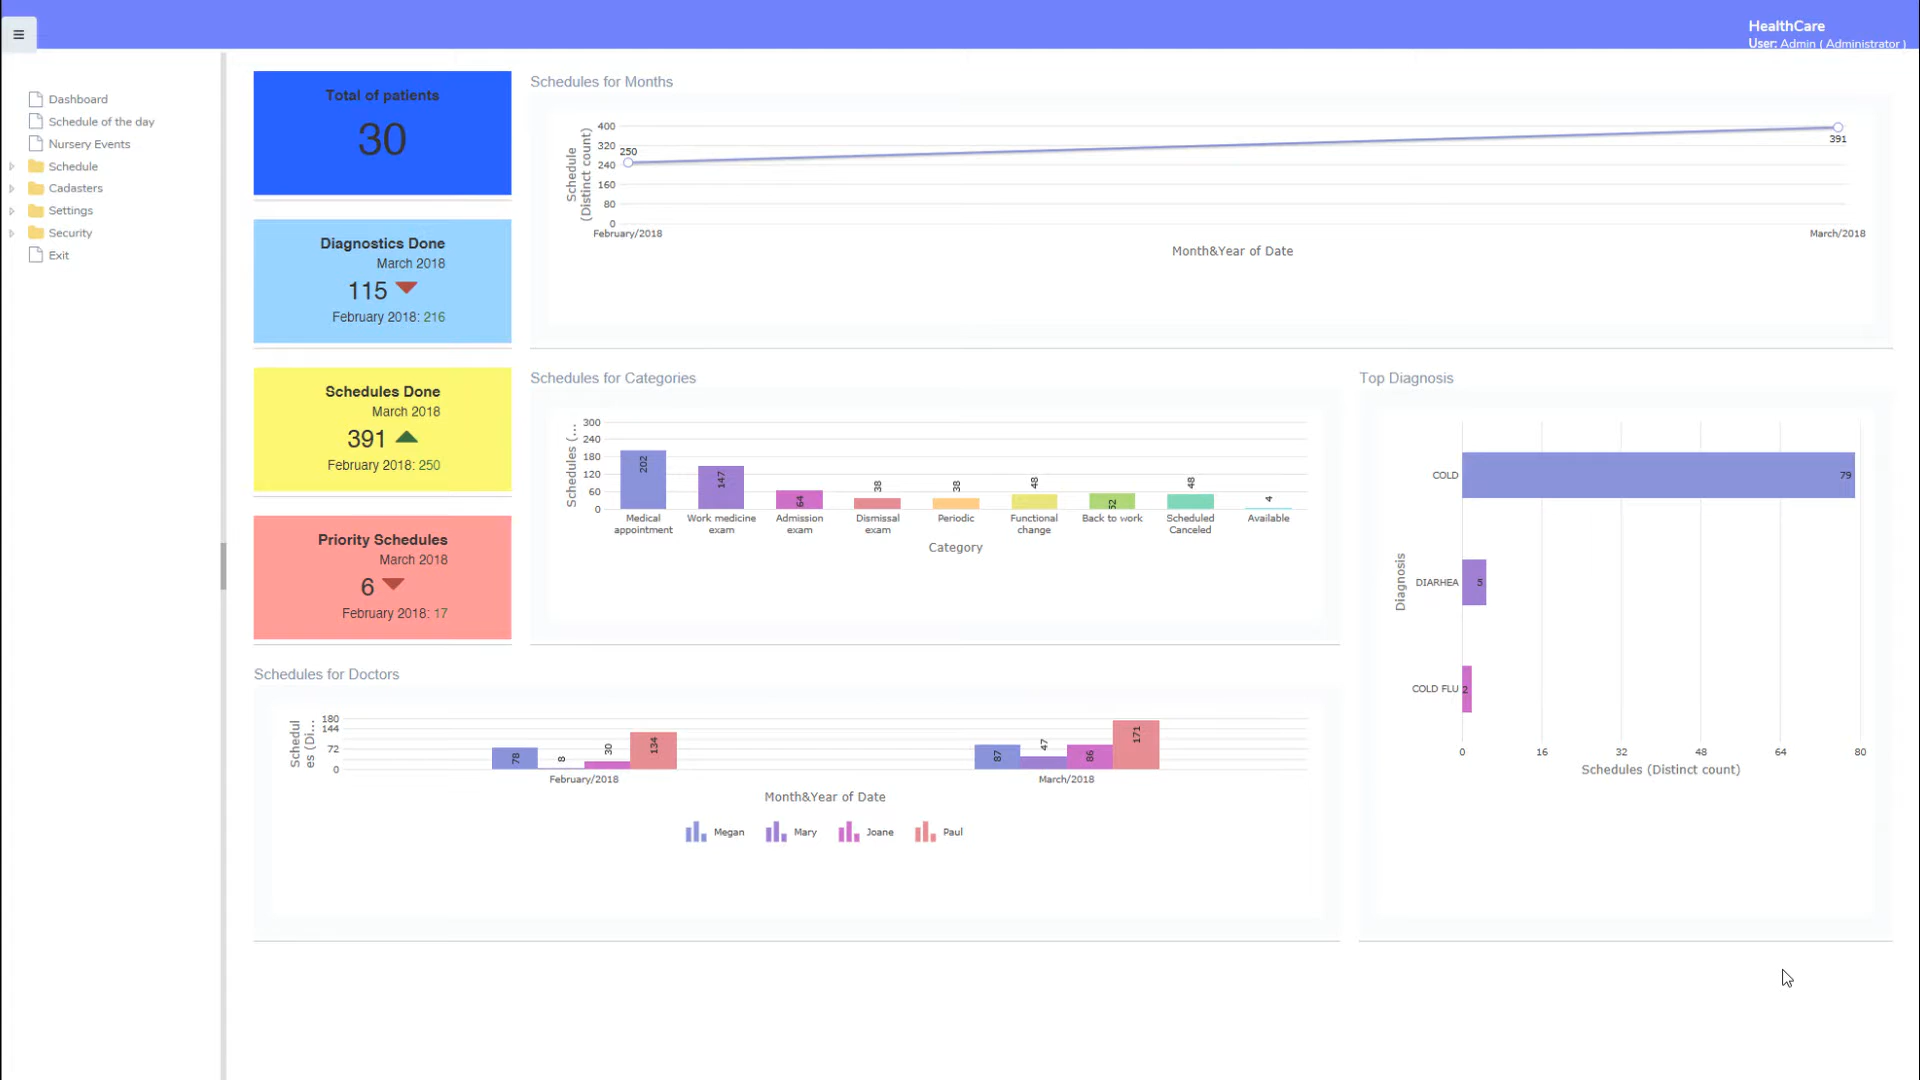 HealthCare
User: Admin ( Administrator )
Dashboard
Schedule of the day
Nursery Events
Schedule
Cadasters
Settings
Security
Exit
Total of patients
30
Diagnostics Done
March 2018
115
February 2018: 216
Schedules Done
March 2018
391
February 2018: 250
Priority Schedules
March 2018
6
February 2018: 17
Schedules for Months
Schedule
(Distinct count)
400
320
240
160
80
0
250
391
February/2018
March/2018
Month&Year of Date
Schedules for Categories
Schedules (...
300
240
180
120
60
0
202
147
64
38
38
48
52
48
4
Medical
appointment
Work medicine
exam
Admission
exam
Dismissal
exam
Periodic
Functional
change
Back to work
Scheduled
Canceled
Available
Category
Top Diagnosis
Diagnosis
COLD
79
DIARHEA
5
COLD FLU
2
0 16 32 48 64 80
Schedules (Distinct count)
Schedules for Doctors
Schedul
es (Di...
180
144
72
0
78
8
30
134
87
47
86
171
February/2018
March/2018
Month&Year of Date
Megan Mary Joane Paul